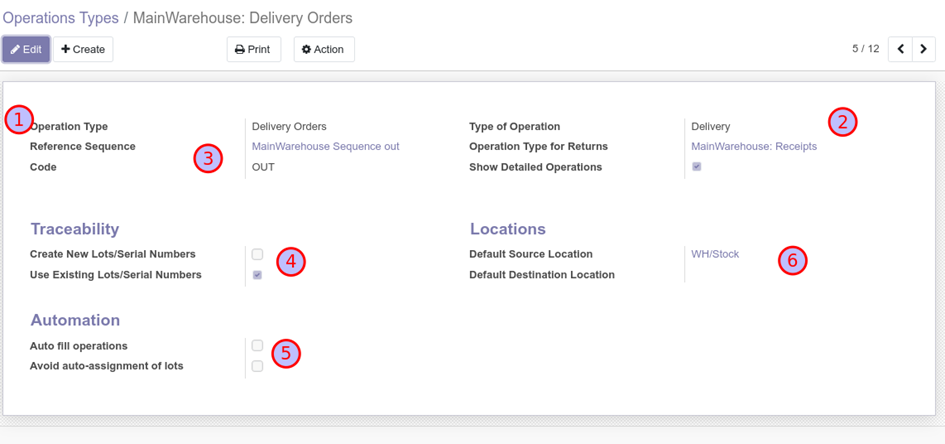 Operations Types / MainWarehouse: Delivery Orders
Edit + Create Print Action 5 / 12
1 Operation Type Delivery Orders Type of Operation Delivery 2
Reference Sequence MainWarehouse Sequence out Operation Type for Returns MainWarehouse: Receipts
3
Code OUT Show Detailed Operations
Traceability Locations
Create New Lots/Serial Numbers 4 Default Source Location WH/Stock 6
Use Existing Lots/Serial Numbers Default Destination Location
Automation
Auto fill operations 5
Avoid auto-assignment of lots